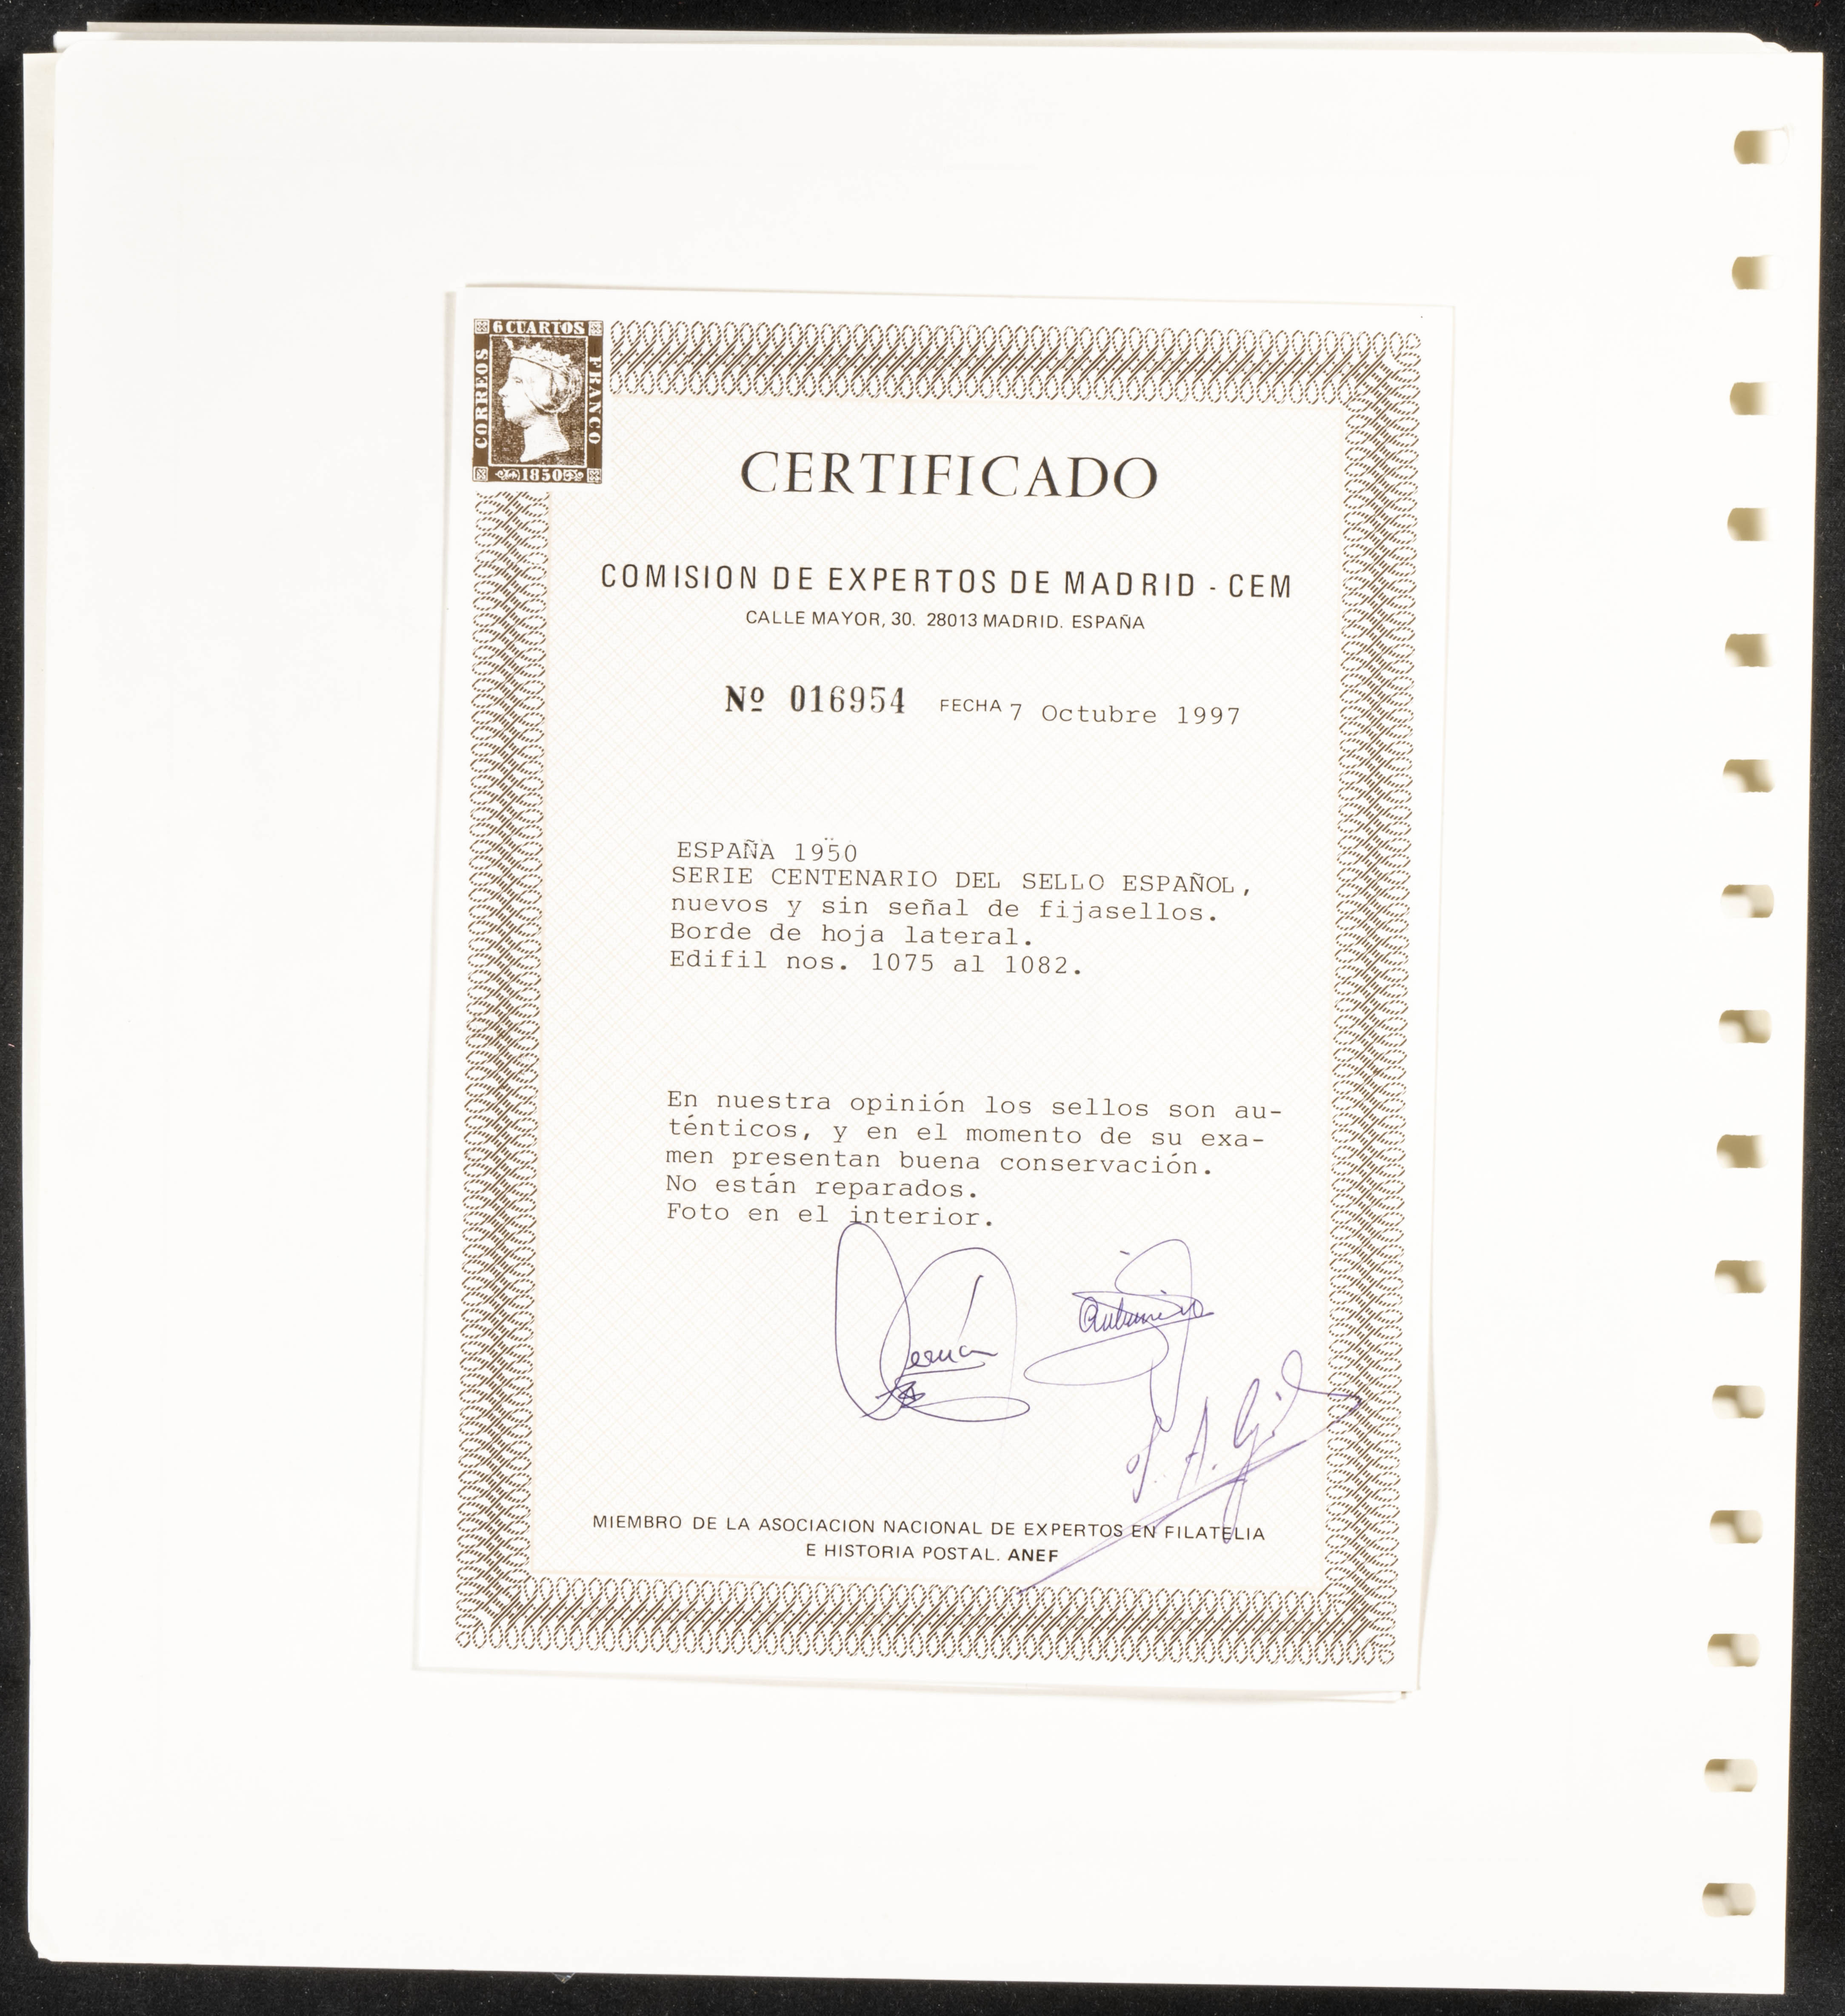 6 CUARTOS
CORREOS
FRANCO
1850
CERTIFICADO
COMISION DE EXPERTOS DE MADRID - CEM
CALLE MAYOR, 30. 28013 MADRID. ESPAÑA
Nº 016954 FECHA 7 Octubre 1997
ESPAÑA 1950
SERIE CENTENARIO DEL SELLO ESPAÑOL,
nuevos y sin señal de fijasellos.
Borde de hoja lateral.
Edifil nos. 1075 al 1082.
En nuestra opinión los sellos son au-
ténticos, y en el momento de su exa-
men presentan buena conservación.
No están reparados.
Foto en el interior.
A. Gil
MIEMBRO DE LA ASOCIACION NACIONAL DE EXPERTOS EN FILATELIA
E HISTORIA POSTAL. ANEF